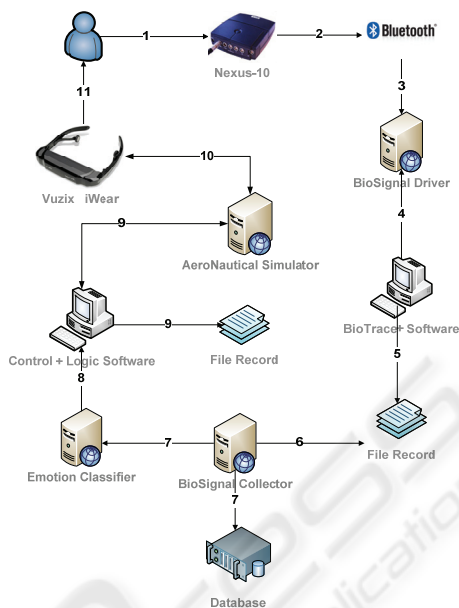 1
2
Bluetooth
Nexus-10
11
3
10
BioSignal Driver
Vuzix iWear
4
9
AeroNautical Simulator
BioTrace+ Software
9
Control + Logic Software
File Record
5
8
7
6
File Record
Emotion Classifier
BioSignal Collector
7
Database